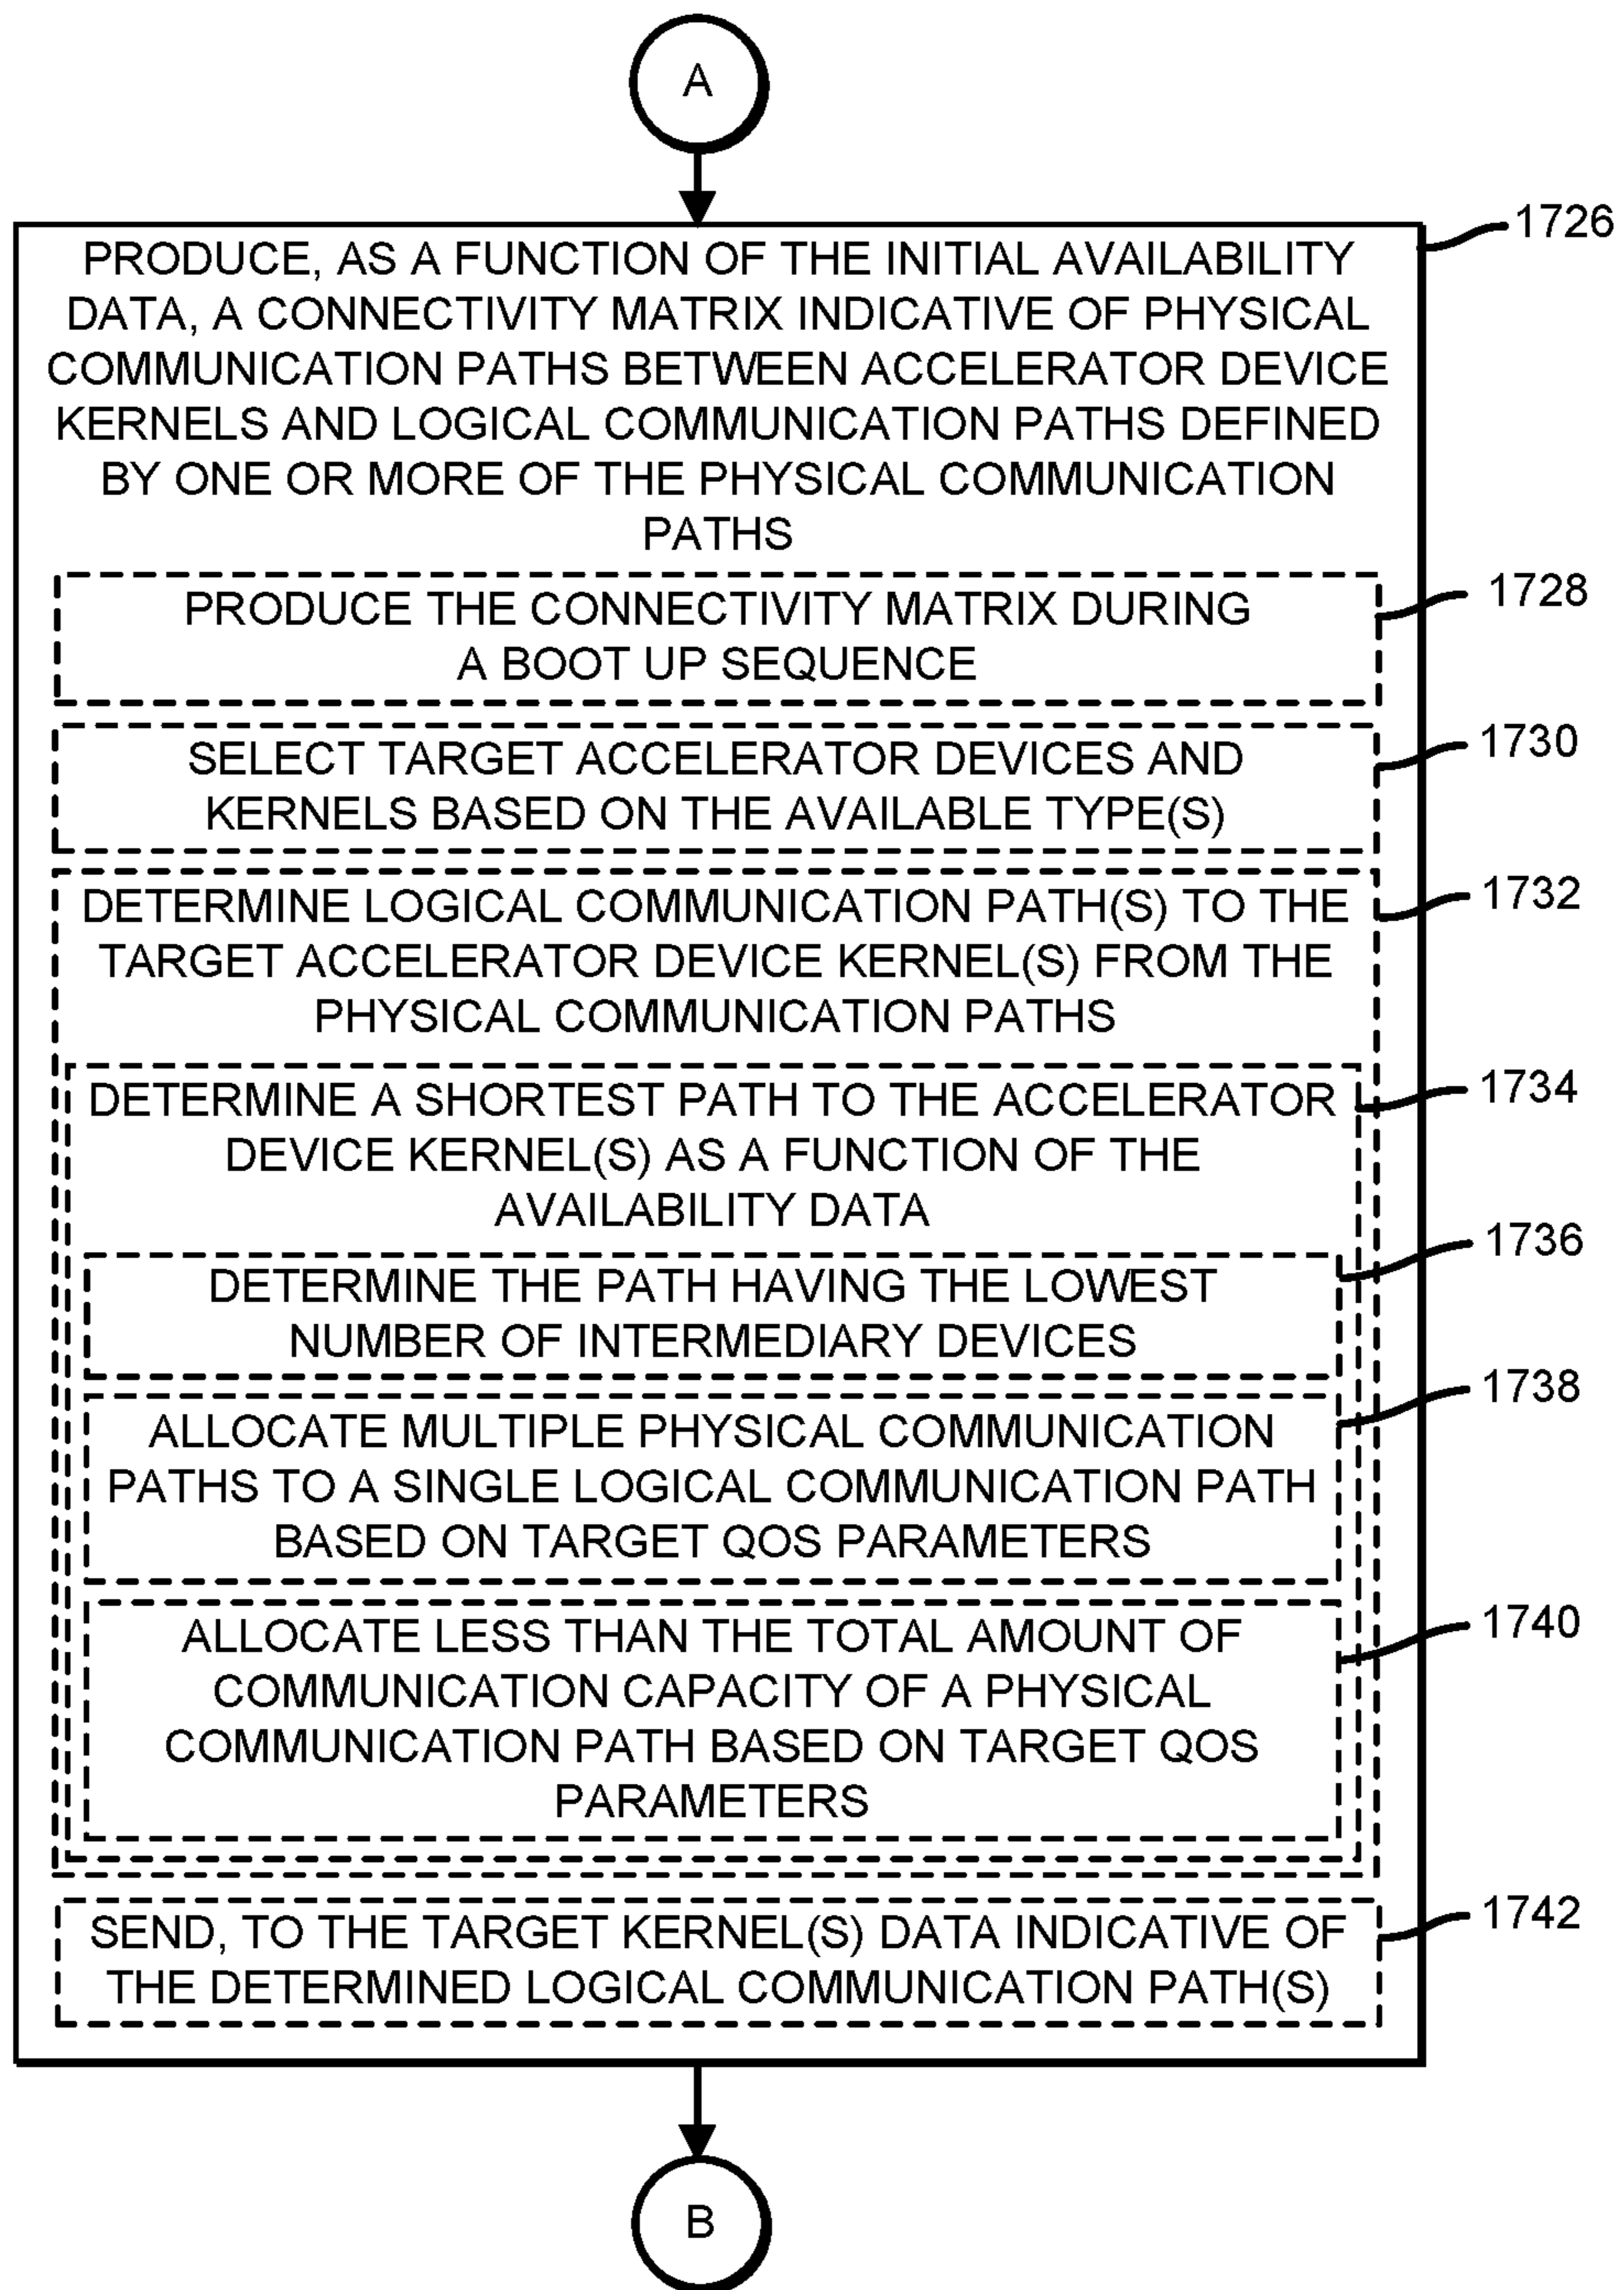 A
1726
PRODUCE, AS A FUNCTION OF THE INITIAL AVAILABILITY
DATA, A CONNECTIVITY MATRIX INDICATIVE OF PHYSICAL
COMMUNICATION PATHS BETWEEN ACCELERATOR DEVICE
KERNELS AND LOGICAL COMMUNICATION PATHS DEFINED
BY ONE OR MORE OF THE PHYSICAL COMMUNICATION
PATHS
1728
PRODUCE THE CONNECTIVITY MATRIX DURING
A BOOT UP SEQUENCE
1730
SELECT TARGET ACCELERATOR DEVICES AND
KERNELS BASED ON THE AVAILABLE TYPE(S)
1732
DETERMINE LOGICAL COMMUNICATION PATH(S) TO THE
TARGET ACCELERATOR DEVICE KERNEL(S) FROM THE
PHYSICAL COMMUNICATION PATHS
1734
DETERMINE A SHORTEST PATH TO THE ACCELERATOR
DEVICE KERNEL(S) AS A FUNCTION OF THE
AVAILABILITY DATA
1736
DETERMINE THE PATH HAVING THE LOWEST
NUMBER OF INTERMEDIARY DEVICES
1738
ALLOCATE MULTIPLE PHYSICAL COMMUNICATION
PATHS TO A SINGLE LOGICAL COMMUNICATION PATH
BASED ON TARGET QOS PARAMETERS
1740
ALLOCATE LESS THAN THE TOTAL AMOUNT OF
COMMUNICATION CAPACITY OF A PHYSICAL
COMMUNICATION PATH BASED ON TARGET QOS
PARAMETERS
1742
SEND, TO THE TARGET KERNEL(S) DATA INDICATIVE OF
THE DETERMINED LOGICAL COMMUNICATION PATH(S)
B